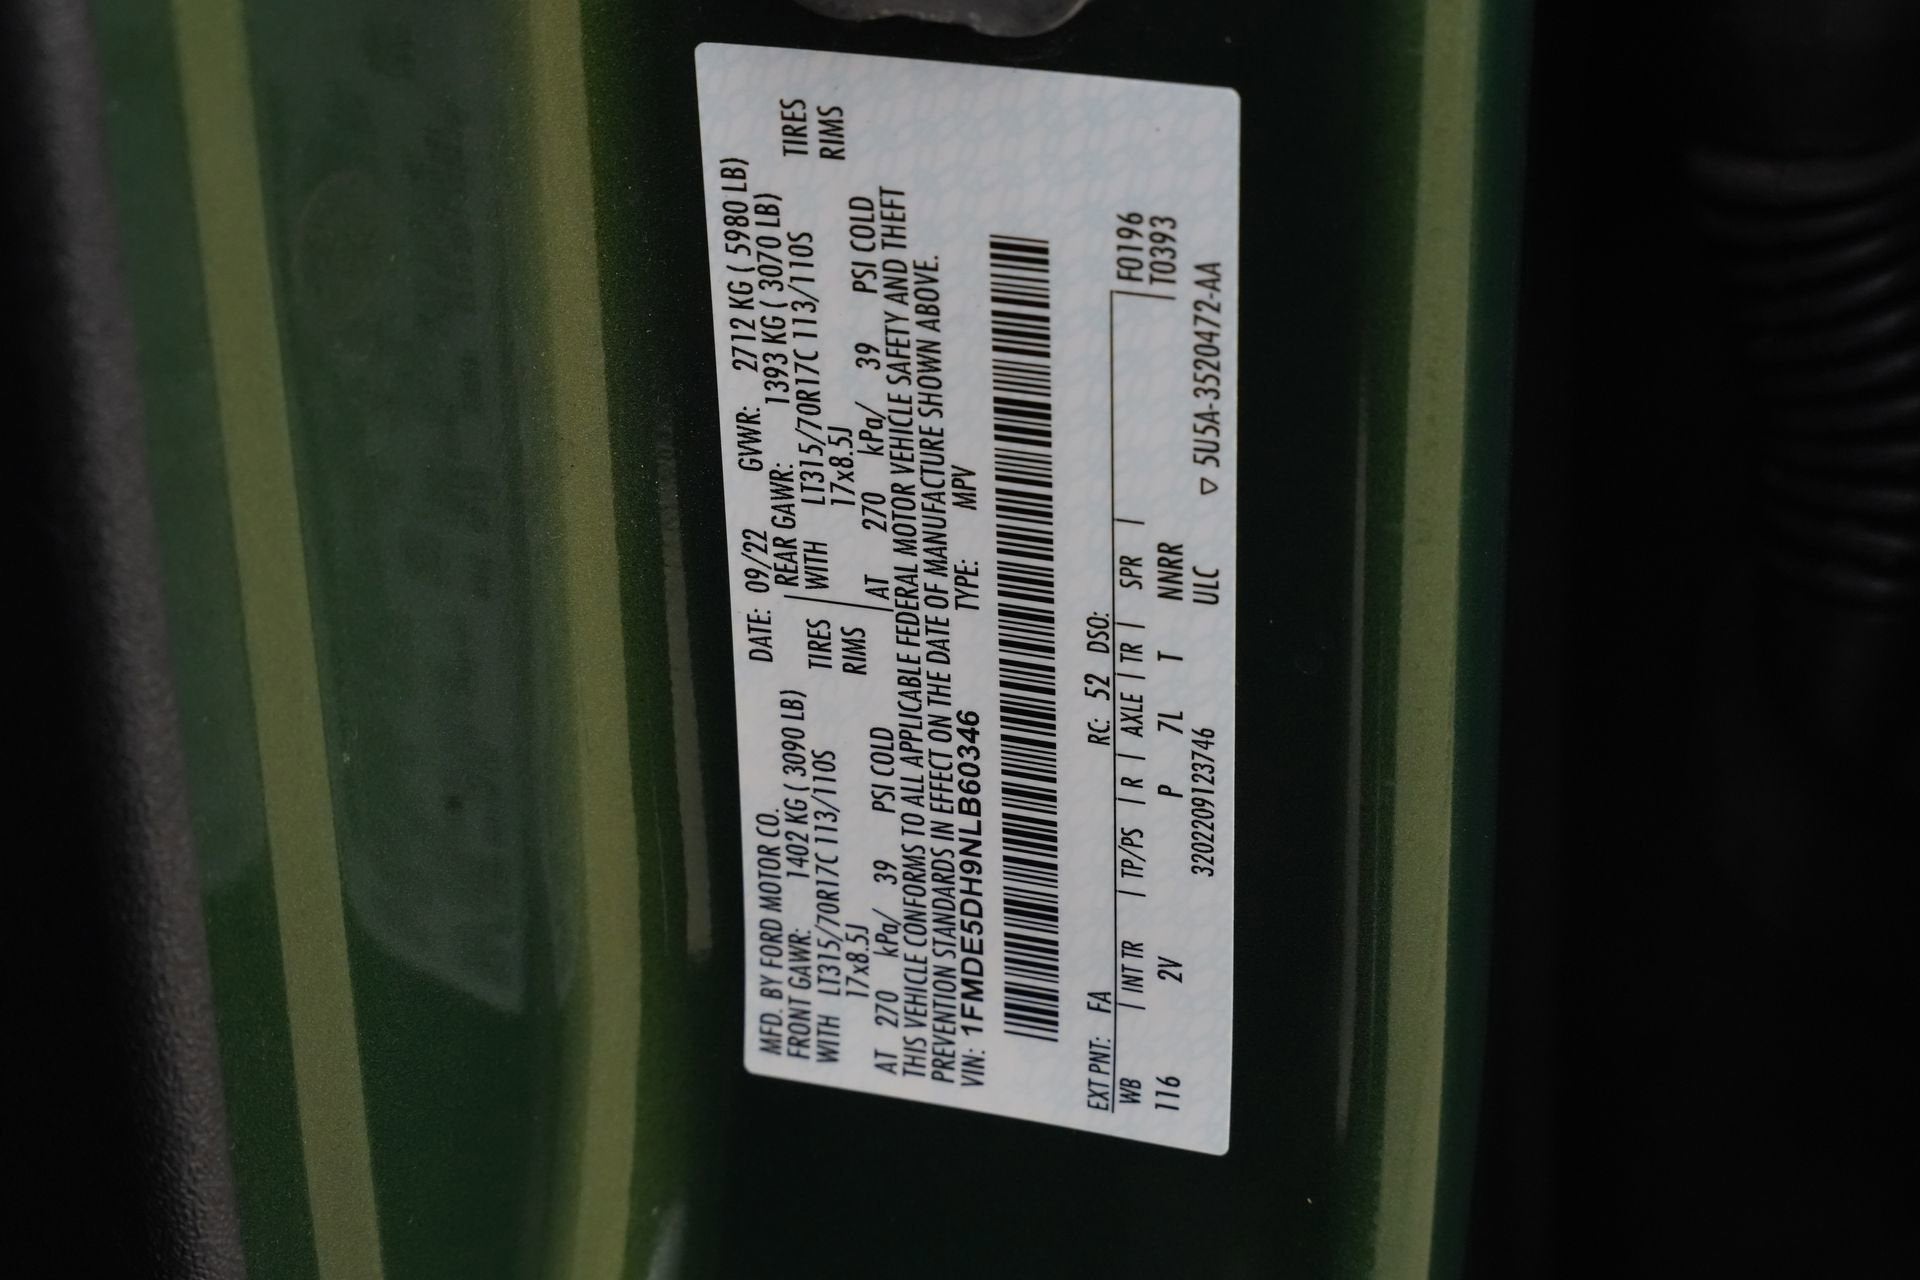 MFD. BY FORD MOTOR CO. DATE: 09/22 GVWR: 2712 KG ( 5980 LB)
FRONT GAWR: 1402 KG ( 3090 LB) REAR GAWR: 1393 KG ( 3070 LB)
WITH LT315/70R17C 113/110S TIRES WITH LT315/70R17C 113/110S TIRES
17x8.5J RIMS 17x8.5J RIMS
AT 270 kPa/ 39 PSI COLD AT 270 kPa/ 39 PSI COLD
THIS VEHICLE CONFORMS TO ALL APPLICABLE FEDERAL MOTOR VEHICLE SAFETY AND THEFT
PREVENTION STANDARDS IN EFFECT ON THE DATE OF MANUFACTURE SHOWN ABOVE.
VIN: 1FMDE5DH9NLB60346 TYPE: MPV
EXT PNT: FA RC: 52 DSO:
WB | INT TR | TP/PS | R | AXLE | TR | SPR | F0196
116 2V P 7L T NNRR T0393
3202209123746 ULC ▽ 5U5A-3520472-AA